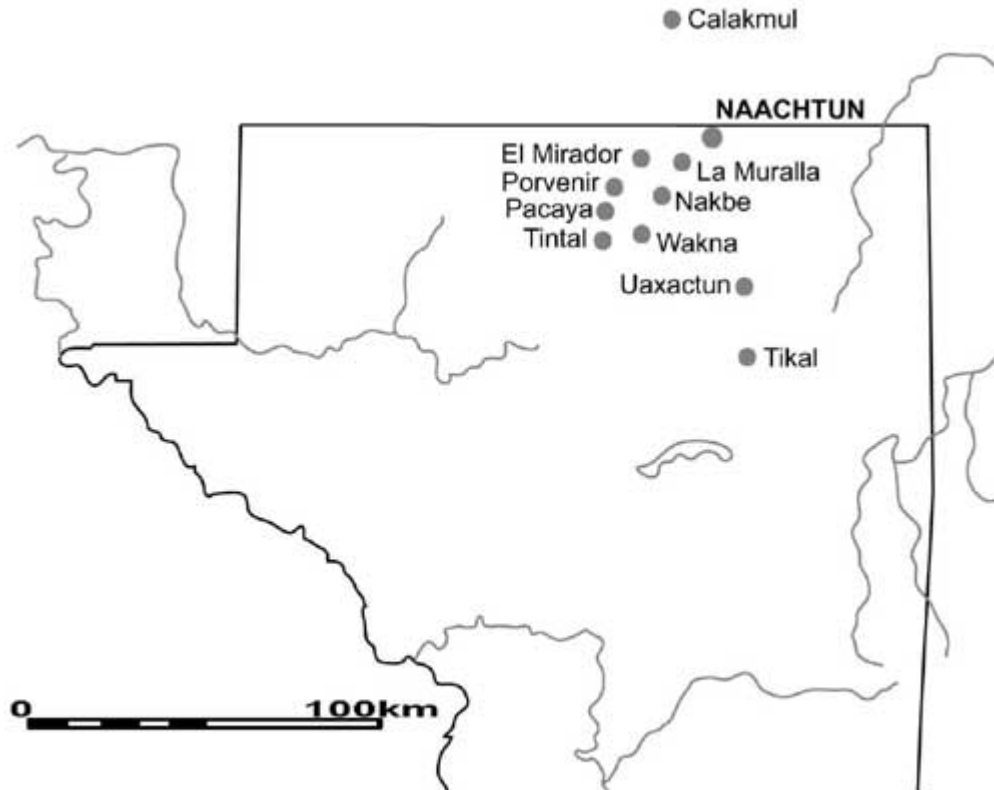 Calakmul
NAACHTUN
El Mirador
La Muralla
Porvenir
Nakbe
Pacaya
Tintal
Wakna
Uaxactun
Tikal
0 100km